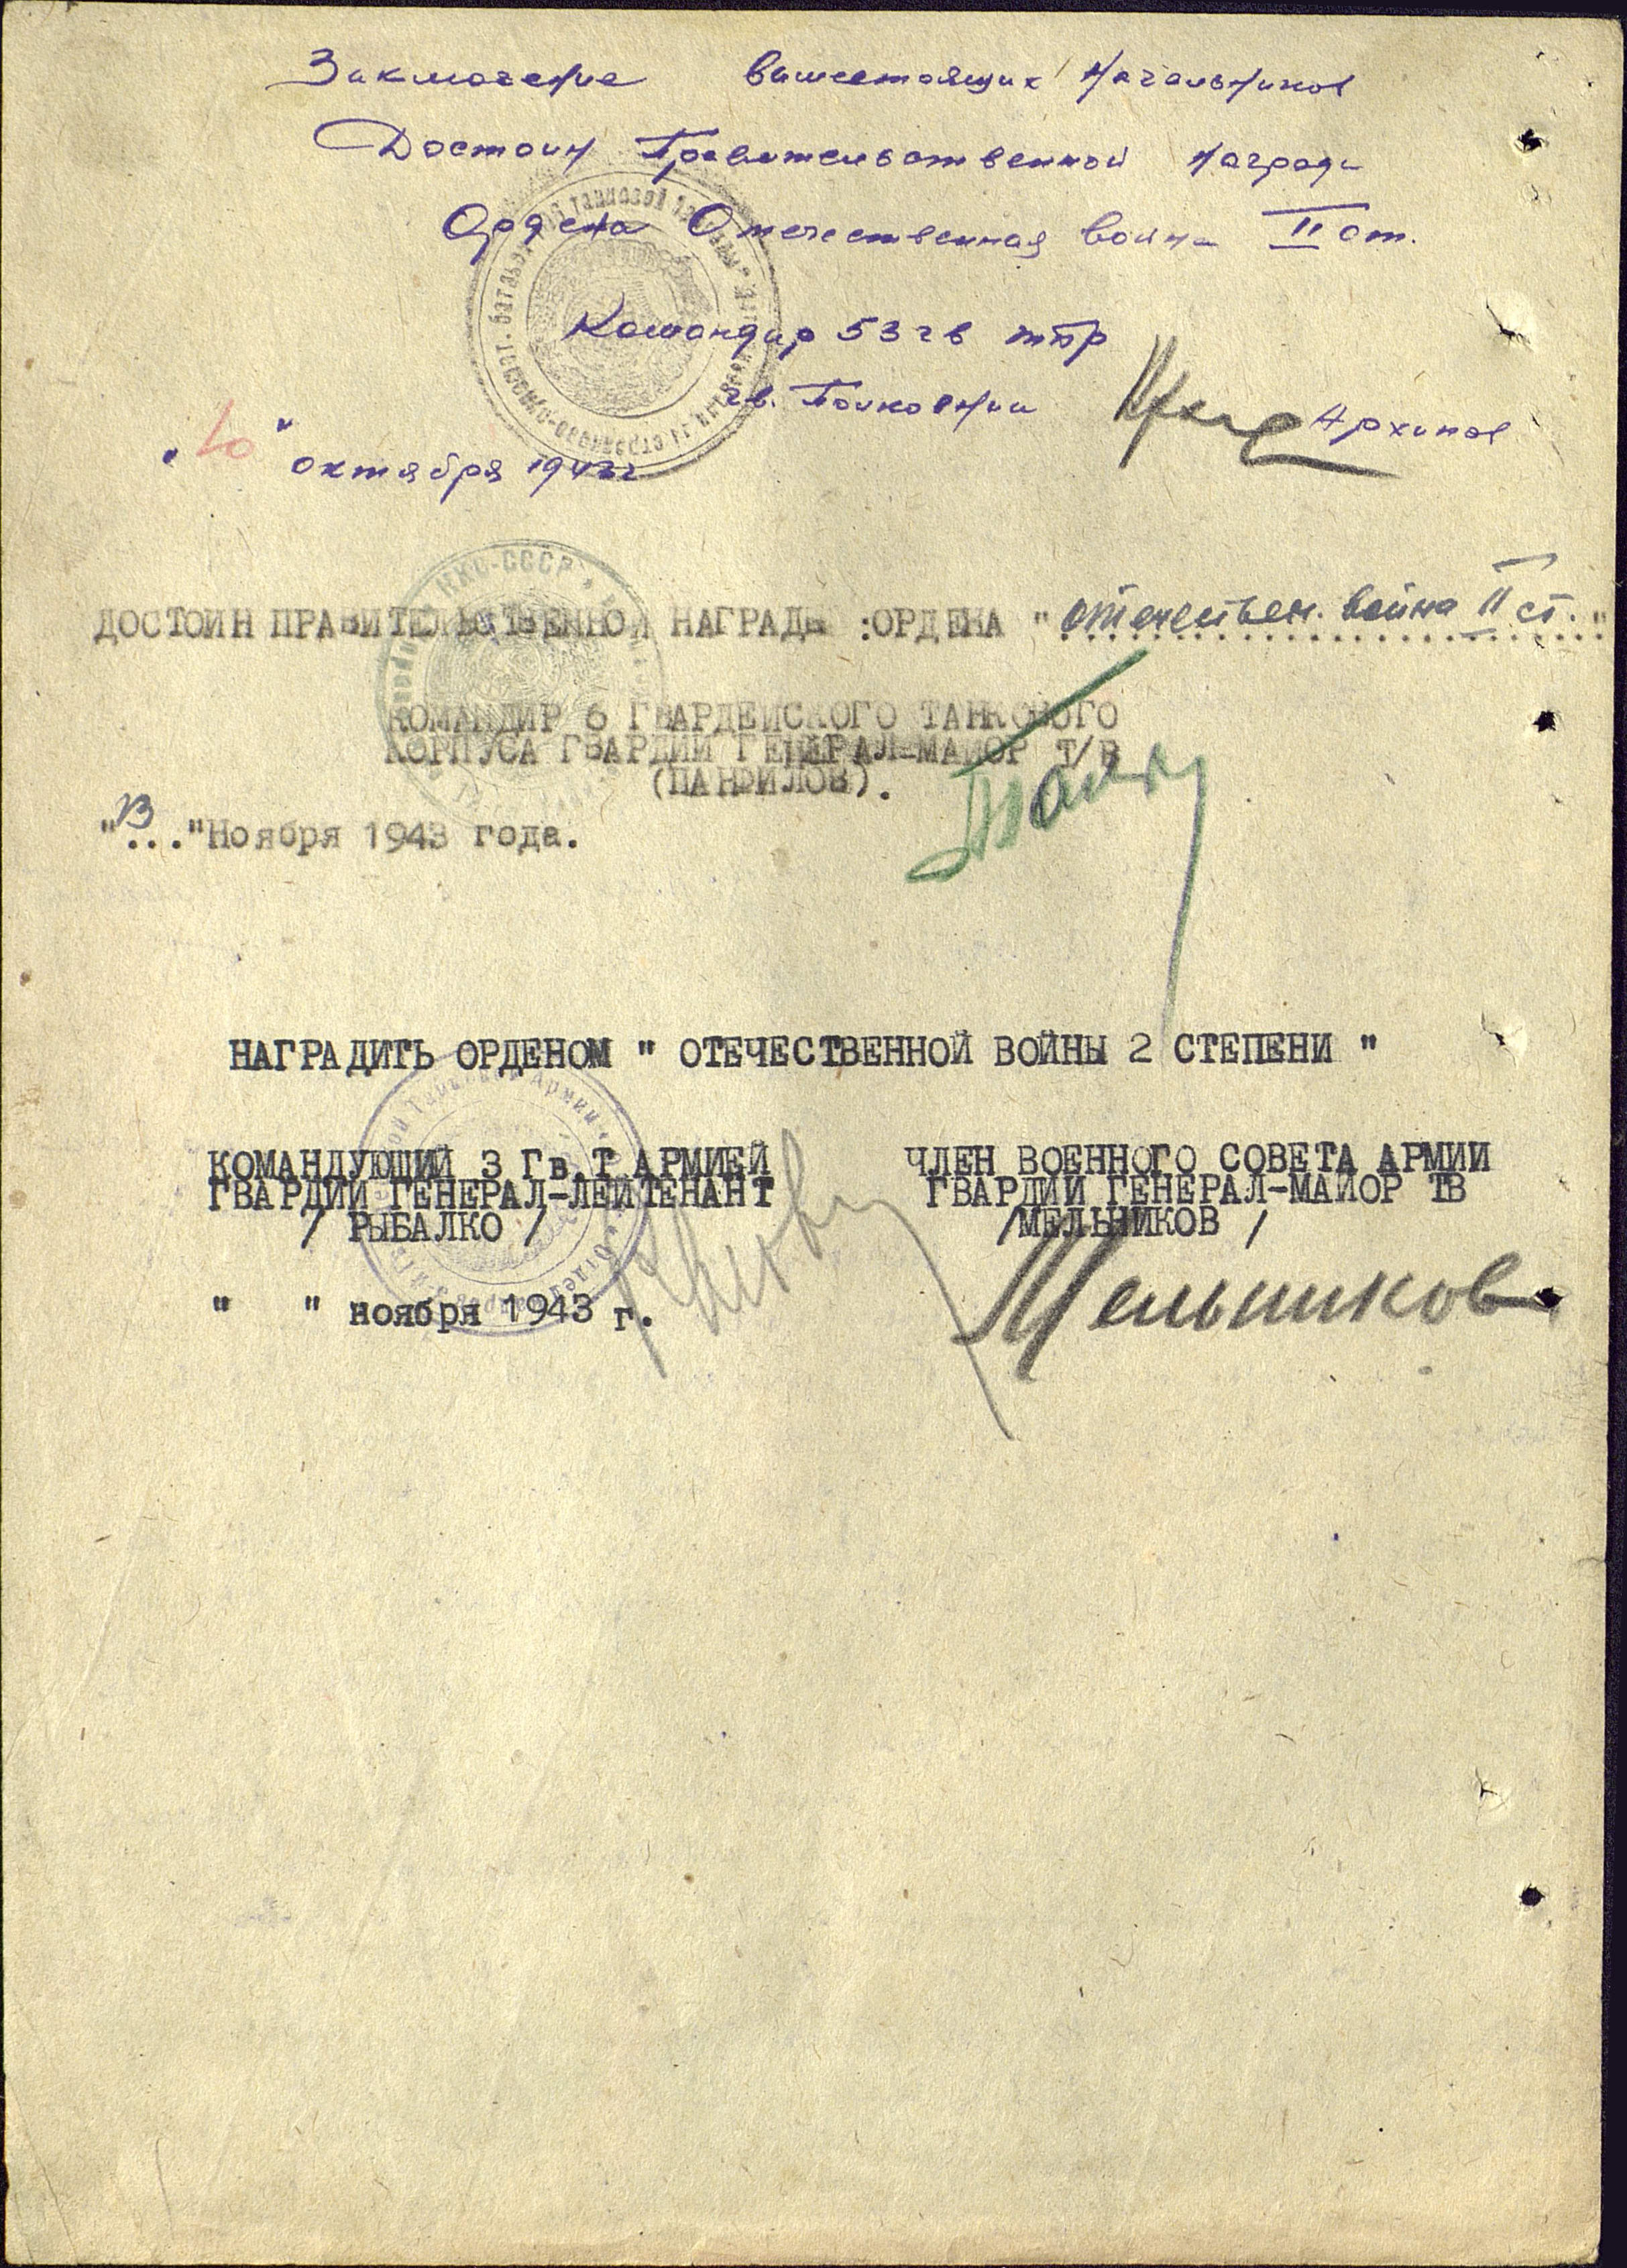 Заключение вышестоящих начальников
Достоин Правительственной награды
Ордена Отечественная война II ст.
Командир 53 гв тбр
гв. Полковник Архипов
"10" октября 1943 г
ДОСТОИН ПРАВИТЕЛЬСТВЕННОЙ НАГРАДЫ :ОРДЕНА "Отечествен. война II ст."
КОМАНДИР 6 ГВАРДЕЙСКОГО ТАНКОВОГО
КОРПУСА ГВАРДИИ ГЕНЕРАЛ-МАЙОР Т/В
(ПАНФИЛОВ).
"13..."Ноября 1943 года.
НАГРАДИТЬ ОРДЕНОМ " ОТЕЧЕСТВЕННОЙ ВОЙНЫ 2 СТЕПЕНИ "
КОМАНДУЮЩИЙ 3 Гв.Т АРМИЕЙ
ГВАРДИИ ГЕНЕРАЛ-ЛЕЙТЕНАНТ
/ РЫБАЛКО /
" " ноября 1943 г.
ЧЛЕН ВОЕННОГО СОВЕТА АРМИИ
ГВАРДИИ ГЕНЕРАЛ-МАЙОР ТВ
/МЕЛЬНИКОВ /
Мельников